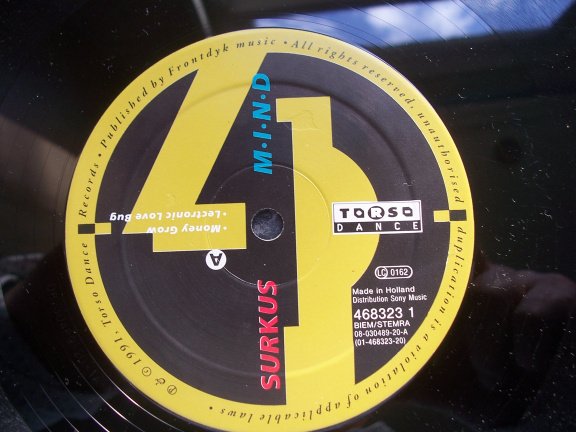 ℗ & © 1991 • Torso Dance Records • Published by Frontdyk music • All rights reserved, unauthorised duplication is a violation of applicable laws •
41
SURKUS
M·I·N·D
• Money Grow
• Lectronic Love Bug
A
TORSO
DANCE
LC 0162
Made in Holland
Distribution Sony Music
468323 1
BIEM/STEMRA
08-030489-20-A
(01-468323-20)